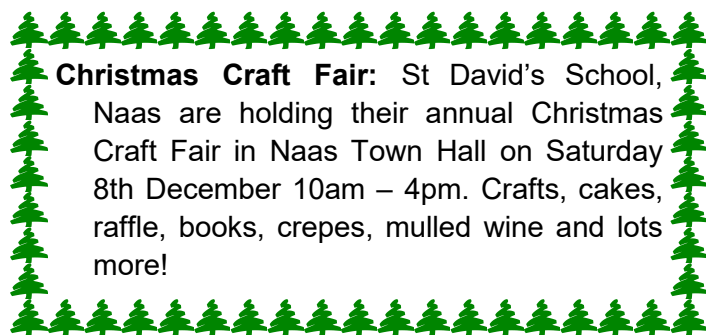 Christmas Craft Fair: St David’s School,
Naas are holding their annual Christmas
Craft Fair in Naas Town Hall on Saturday
8th December 10am – 4pm. Crafts, cakes,
raffle, books, crepes, mulled wine and lots
more!